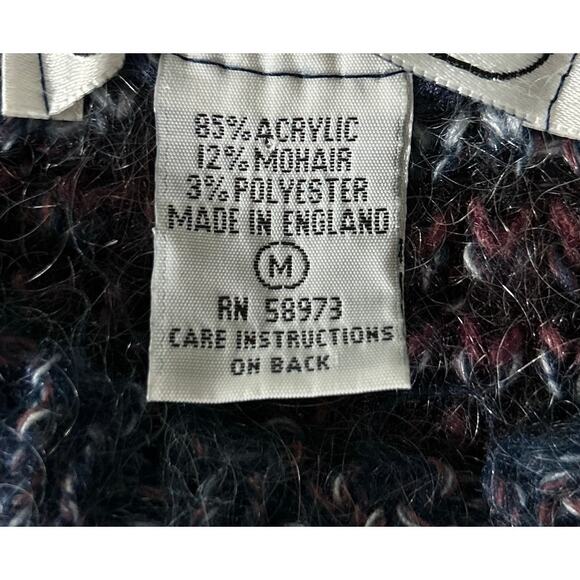 85% ACRYLIC
12% MOHAIR
3% POLYESTER
MADE IN ENGLAND
M
RN 58973
CARE INSTRUCTIONS
ON BACK